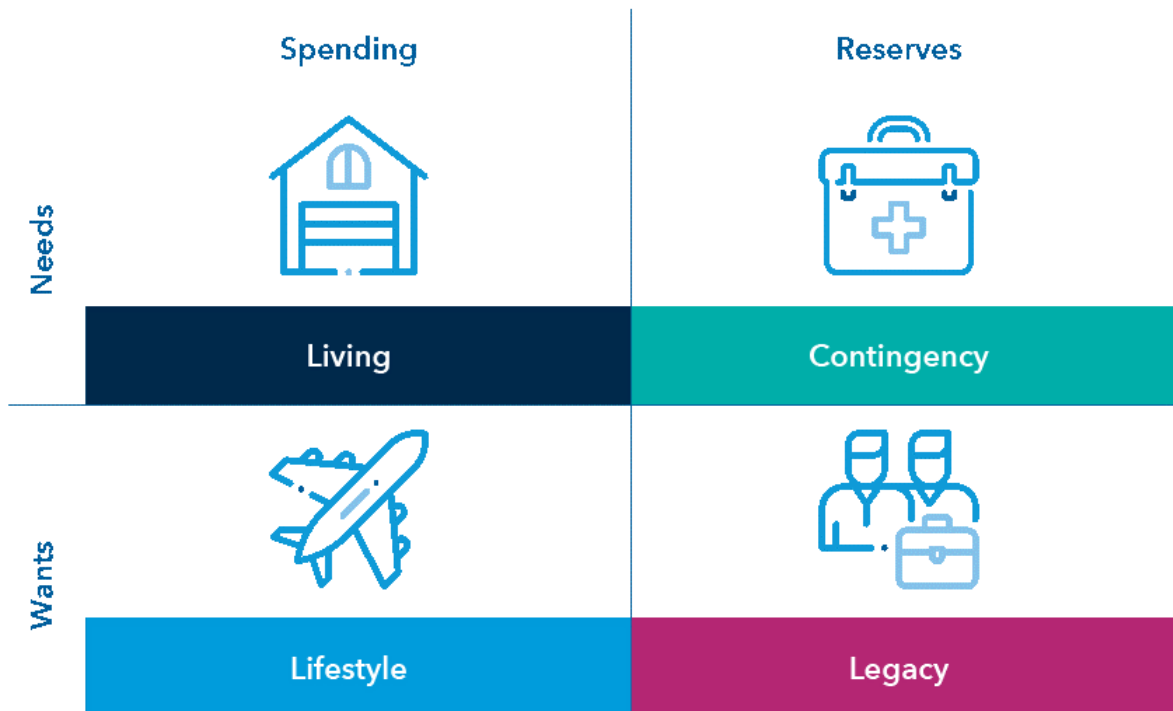 Spending
Reserves
Needs
Living
Contingency
Wants
Lifestyle
Legacy